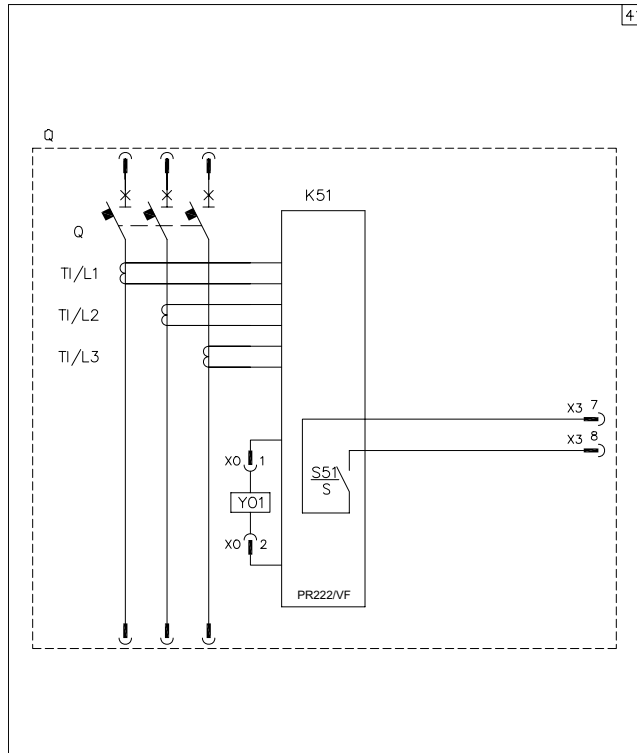 41
Q
K51
Q
TI/L1
TI/L2
TI/L3
X3 7
X3 8
X0 1
S51
S
Y01
X0 2
PR222/VF